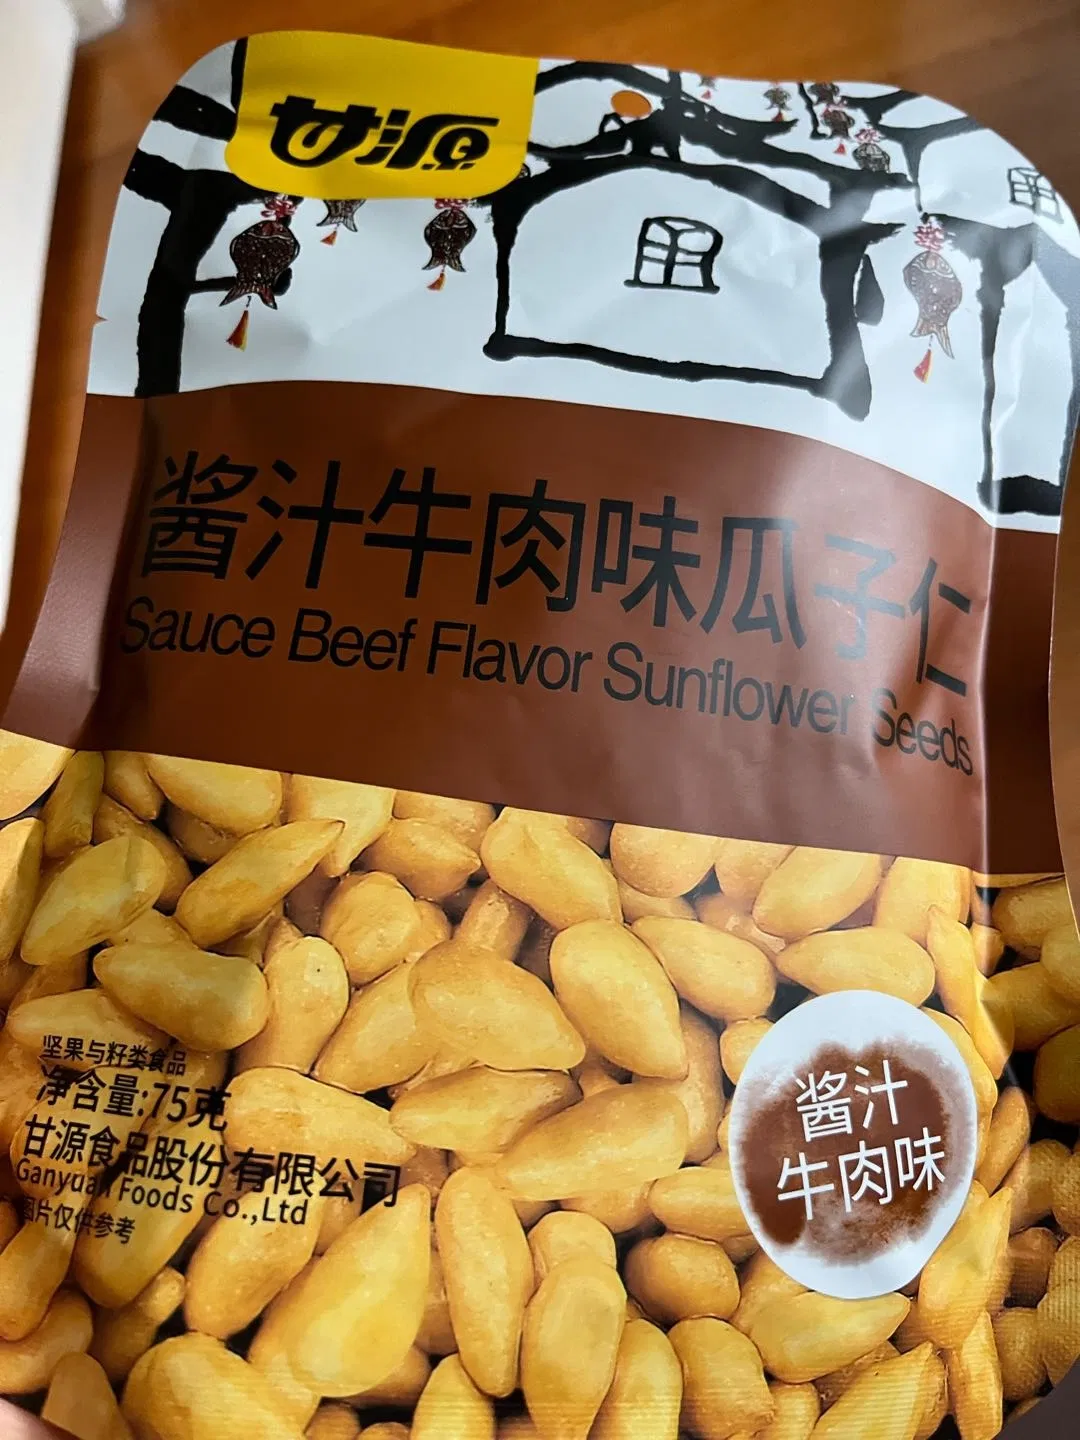 甘源
酱汁牛肉味瓜子仁
Sauce Beef Flavor Sunflower Seeds
坚果与籽类食品
净含量:75克
甘源食品股份有限公司
Ganyuan Foods Co.,Ltd
图片仅供参考
酱汁
牛肉味